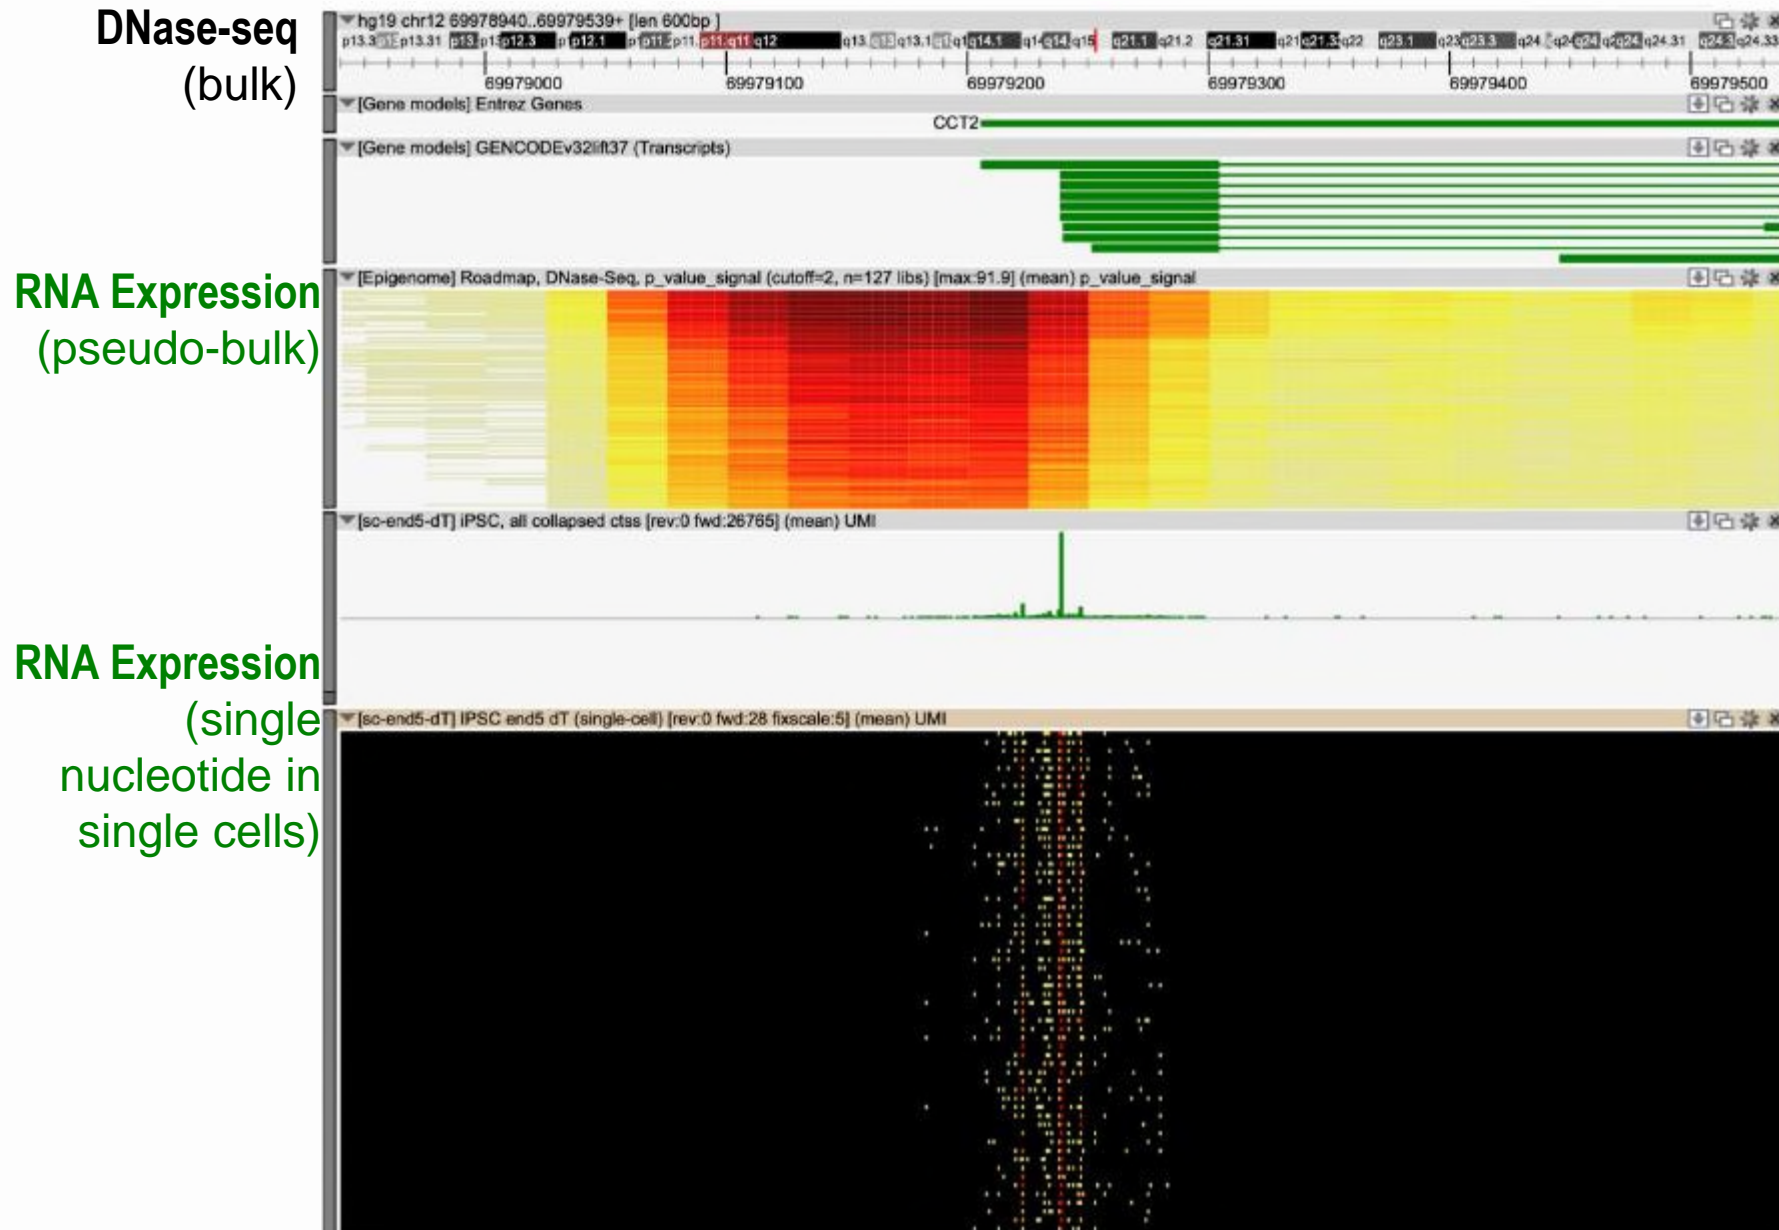 DNase-seq
(bulk)
hg19 chr12 69978940..69979539+ [len 600bp ]
69979000 69979100 69979200 69979300 69979400 69979500
[Gene models] Entrez Genes
CCT2
[Gene models] GENCODEv32lift37 (Transcripts)
RNA Expression
(pseudo-bulk)
[Epigenome] Roadmap, DNase-Seq, p_value_signal (cutoff=2, n=127 libs) [max:91.9] (mean) p_value_signal
[sc-end5-dT] iPSC, all collapsed ctss [rev:0 fwd:26765] (mean) UMI
RNA Expression
(single
nucleotide in
single cells)
[sc-end5-dT] IPSC end5 dT (single-cell) [rev:0 fwd:28 fixscale:5] (mean) UMI